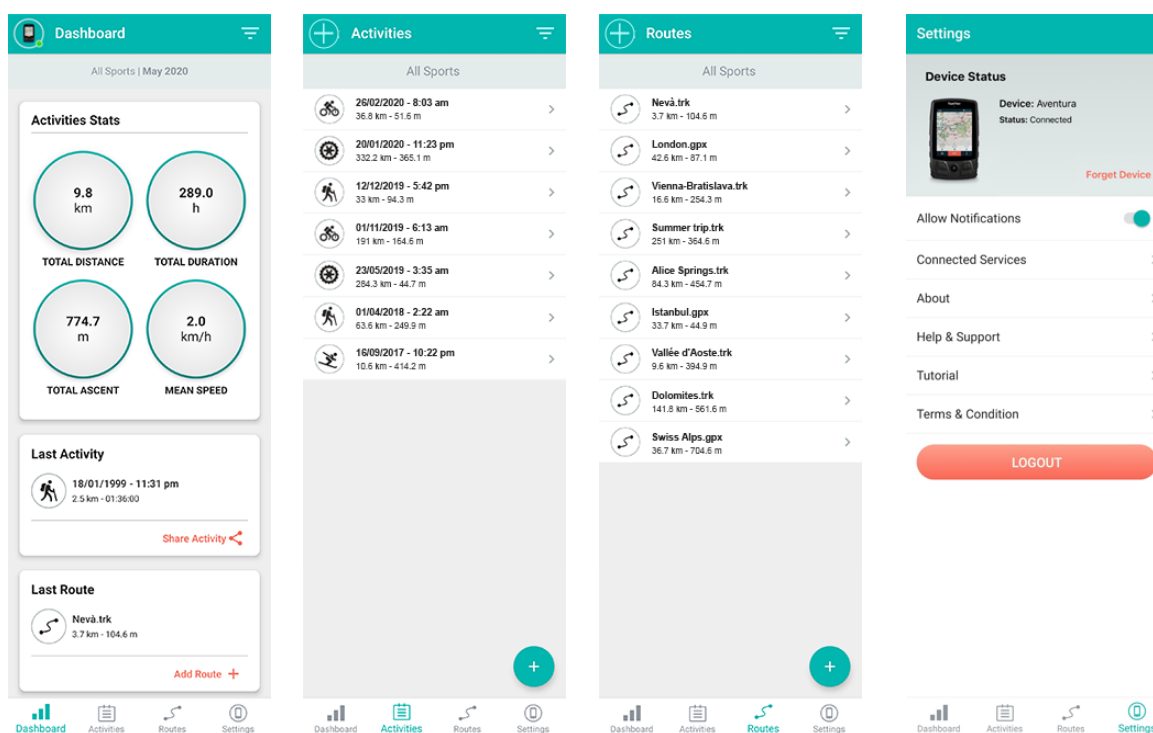 Dashboard
All Sports | May 2020
Activities Stats
9.8
km
289.0
h
TOTAL DISTANCE
TOTAL DURATION
774.7
m
2.0
km/h
TOTAL ASCENT
MEAN SPEED
Last Activity
18/01/1999 - 11:31 pm
2.5 km - 01:36:00
Share Activity
Last Route
Nevà.trk
3.7 km - 104.6 m
Add Route
Dashboard
Activities
Routes
Settings
Activities
All Sports
26/02/2020 - 8:03 am
36.8 km - 51.6 m
20/01/2020 - 11:23 pm
332.2 km - 365.1 m
12/12/2019 - 5:42 pm
33 km - 94.3 m
01/11/2019 - 6:13 am
191 km - 164.6 m
23/05/2019 - 3:35 am
284.3 km - 44.7 m
01/04/2018 - 2:22 am
63.6 km - 249.9 m
16/09/2017 - 10:22 pm
10.6 km - 414.2 m
Dashboard
Activities
Routes
Settings
Routes
All Sports
Nevà.trk
3.7 km - 104.6 m
London.gpx
42.6 km - 87.1 m
Vienna-Bratislava.trk
16.6 km - 254.3 m
Summer trip.trk
251 km - 364.6 m
Alice Springs.trk
84.3 km - 454.7 m
Istanbul.gpx
33.7 km - 44.9 m
Vallée d'Aoste.trk
9.6 km - 394.9 m
Dolomites.trk
141.8 km - 561.6 m
Swiss Alps.gpx
36.7 km - 704.6 m
Dashboard
Activities
Routes
Settings
Settings
Device Status
Device: Aventura
Status: Connected
Forget Device
Allow Notifications
Connected Services
About
Help & Support
Tutorial
Terms & Condition
LOGOUT
Dashboard
Activities
Routes
Settings